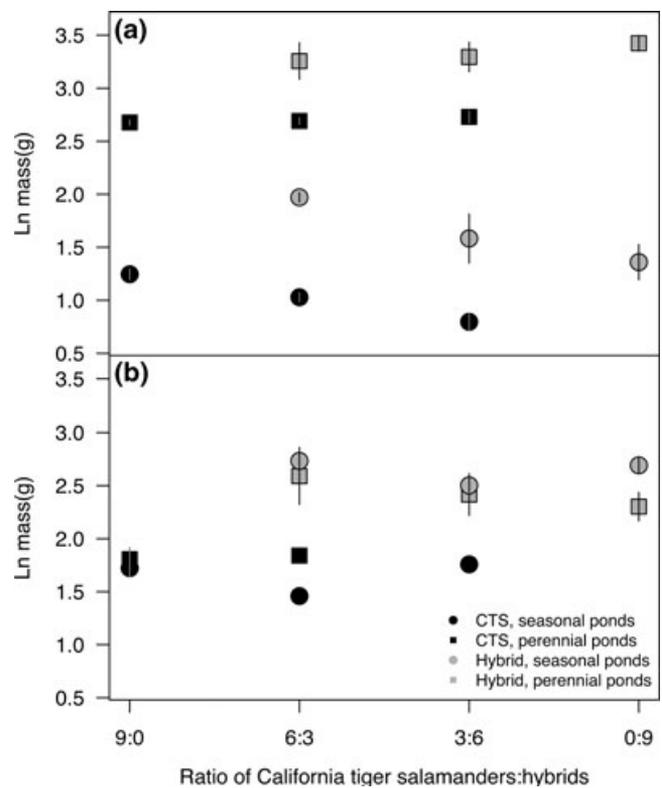 (a)
3.5
3.0
2.5
2.0
1.5
1.0
0.5
Ln mass(g)
(b)
3.5
3.0
2.5
2.0
1.5
1.0
0.5
Ln mass(g)
CTS, seasonal ponds
CTS, perennial ponds
Hybrid, seasonal ponds
Hybrid, perennial ponds
9:0 6:3 3:6 0:9
Ratio of California tiger salamanders:hybrids